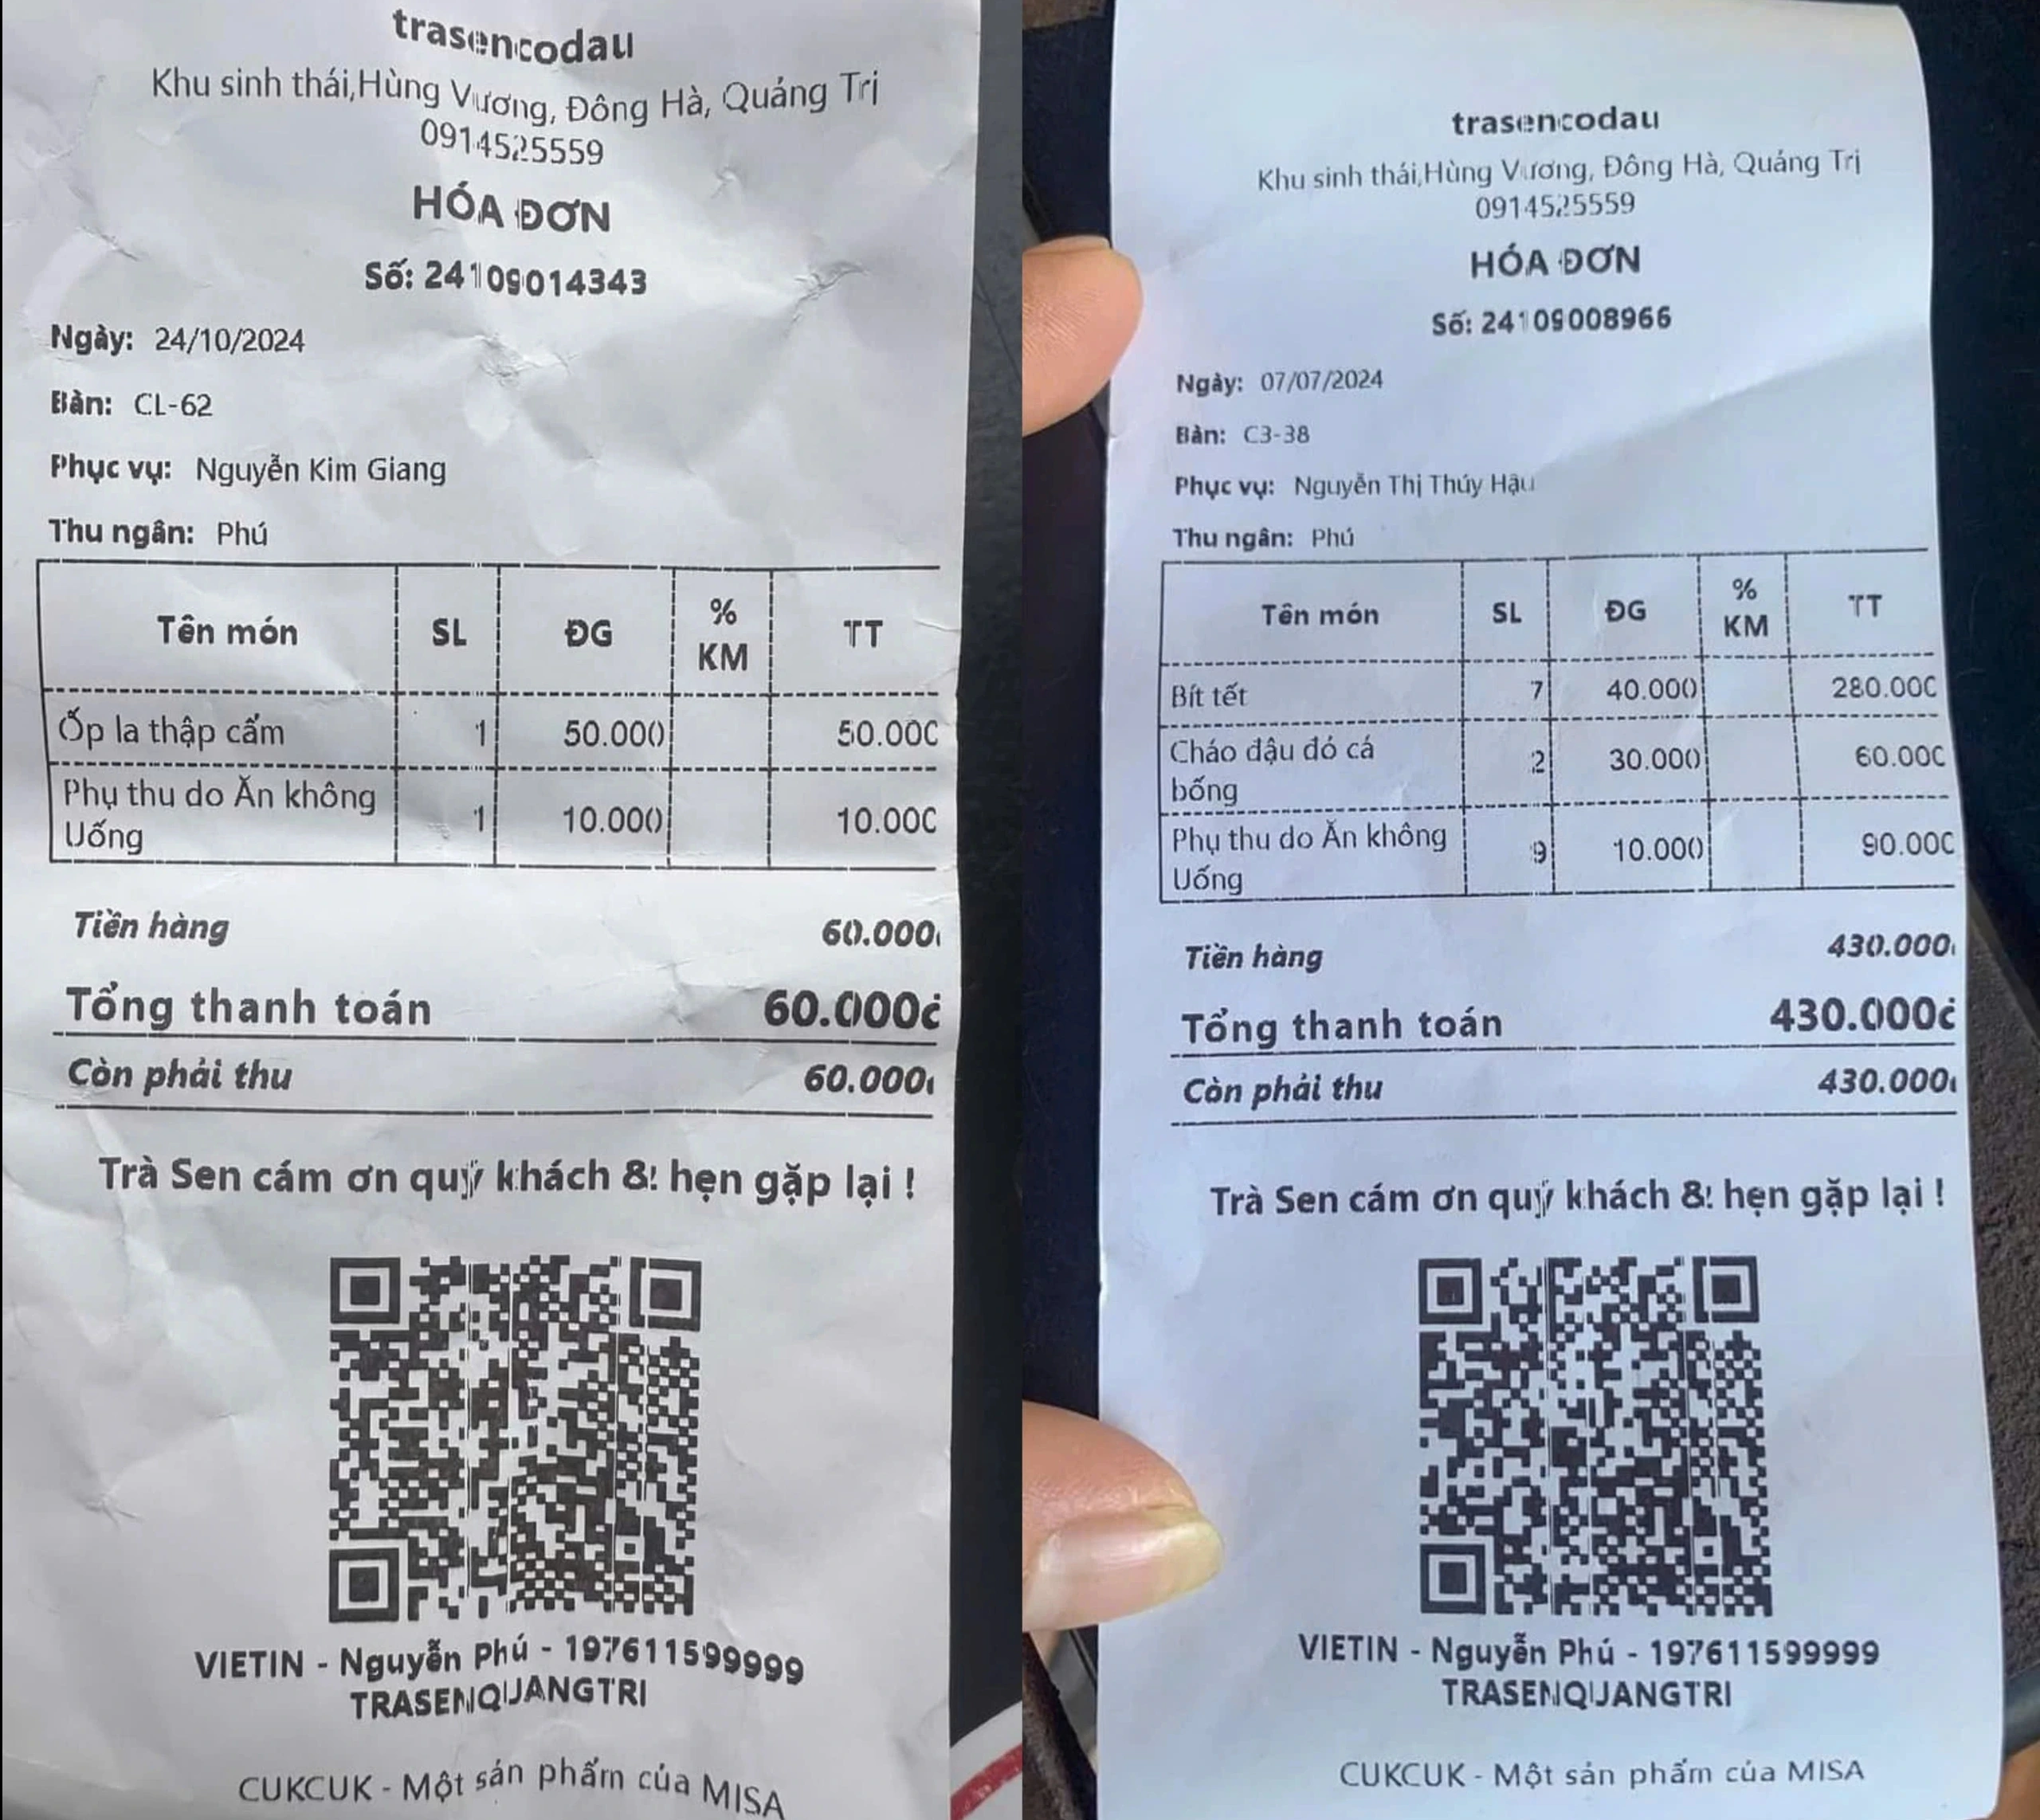 trasencodau
Khu sinh thái,Hùng Vương, Đông Hà, Quảng Trị
0914525559
HÓA ĐƠN
Số: 24109014343
Ngày: 24/10/2024
Bàn: CL-62
Phục vụ: Nguyễn Kim Giang
Thu ngân: Phú
Tên món SL ĐG % KM TT
Ốp la thập cẩm 1 50.000 50.000
Phụ thu do Ăn không
Uống 1 10.000 10.000
Tiền hàng 60.000
Tổng thanh toán 60.000đ
Còn phải thu 60.000
Trà Sen cám ơn quý khách & hẹn gặp lại !
VIETIN - Nguyễn Phú - 197611599999
TRASENQUANGTRI
CUKCUK - Một sản phẩm của MISA
trasencodau
Khu sinh thái,Hùng Vương, Đông Hà, Quảng Trị
0914525559
HÓA ĐƠN
Số: 24109008966
Ngày: 07/07/2024
Bàn: C3-38
Phục vụ: Nguyễn Thị Thúy Hậu
Thu ngân: Phú
Tên món SL ĐG % KM TT
Bít tết 7 40.000 280.000
Cháo đậu đỏ cá
bống 2 30.000 60.000
Phụ thu do Ăn không
Uống 9 10.000 90.000
Tiền hàng 430.000
Tổng thanh toán 430.000đ
Còn phải thu 430.000
Trà Sen cám ơn quý khách & hẹn gặp lại !
VIETIN - Nguyễn Phú - 197611599999
TRASENQUANGTRI
CUKCUK - Một sản phẩm của MISA